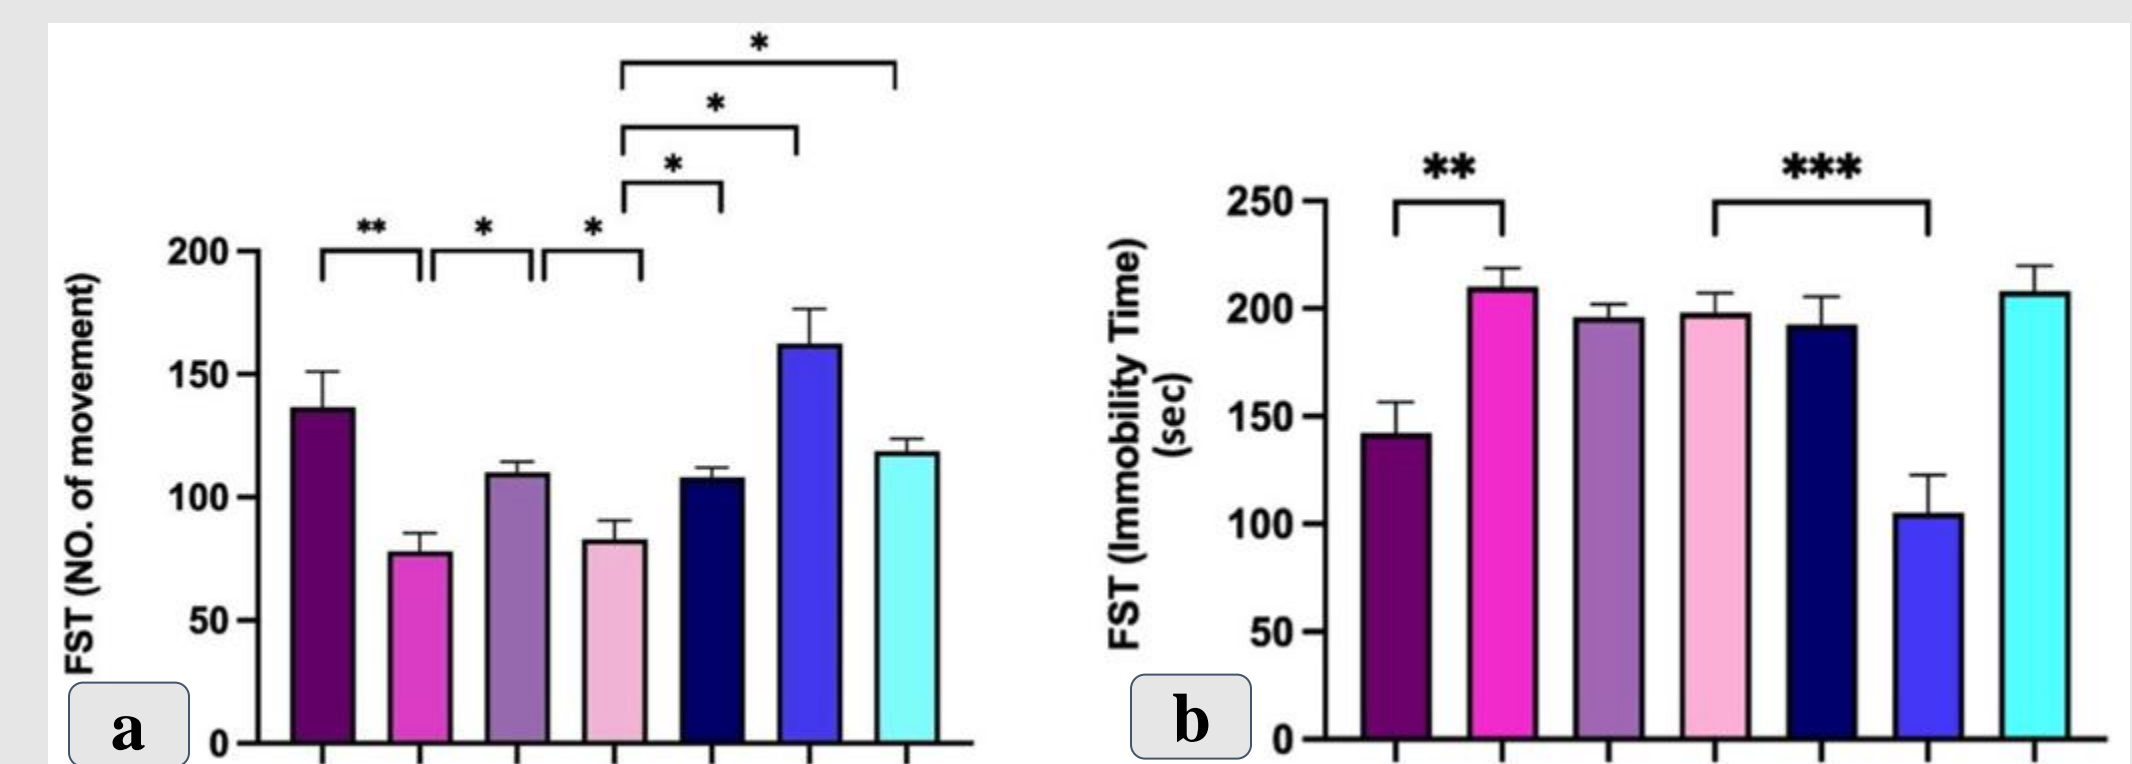 *
*
*
** * *
200
150
100
50
0
FST (NO. of movement)
a
** ***
250
200
150
100
50
0
FST (Immobility Time)
(sec)
b